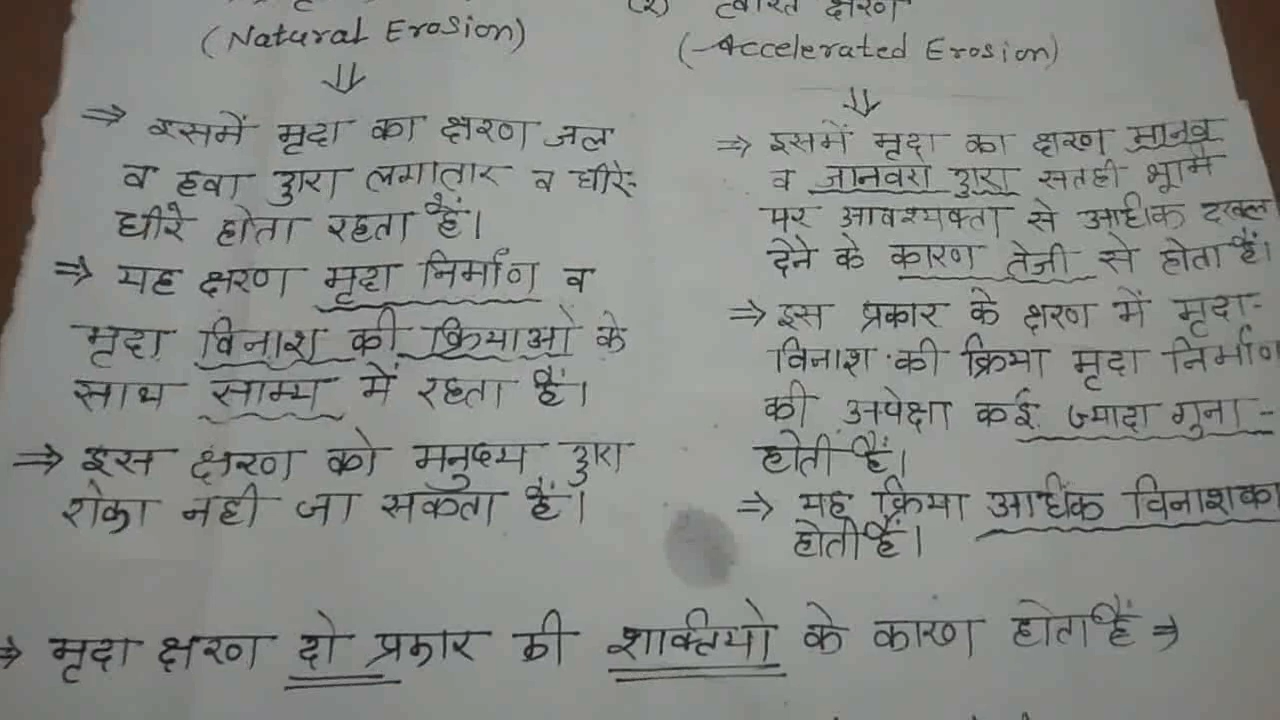 (Natural Erosion)
⇓
⇒ इसमें मृदा का क्षरण जल
व हवा द्वारा लगातार व धीरे-
धीरे होता रहता हैं।
⇒ यह क्षरण मृदा निर्माण व
मृदा विनाश की क्रियाओं के
साथ साम्य में रहता हैं।
⇒ इस क्षरण को मनुष्य द्वारा
रोका नही जा सकता हैं।
(२) त्वरित क्षरण
(Accelerated Erosion)
⇓
⇒ इसमें मृदा का क्षरण मानव
व जानवरो द्वारा सतही भूमि
पर आवश्यक्ता से अधिक दखल
देने के कारण तेजी से होता हैं।
⇒ इस प्रकार के क्षरण में मृदा-
विनाश की क्रिया मृदा निर्माण
की अपेक्षा कई ज्यादा गुना-
होती हैं।
⇒ यह क्रिया अधिक विनाशका
होती हैं।
⇒ मृदा क्षरण दो प्रकार की शक्तियो के कारण होता हैं ⇒